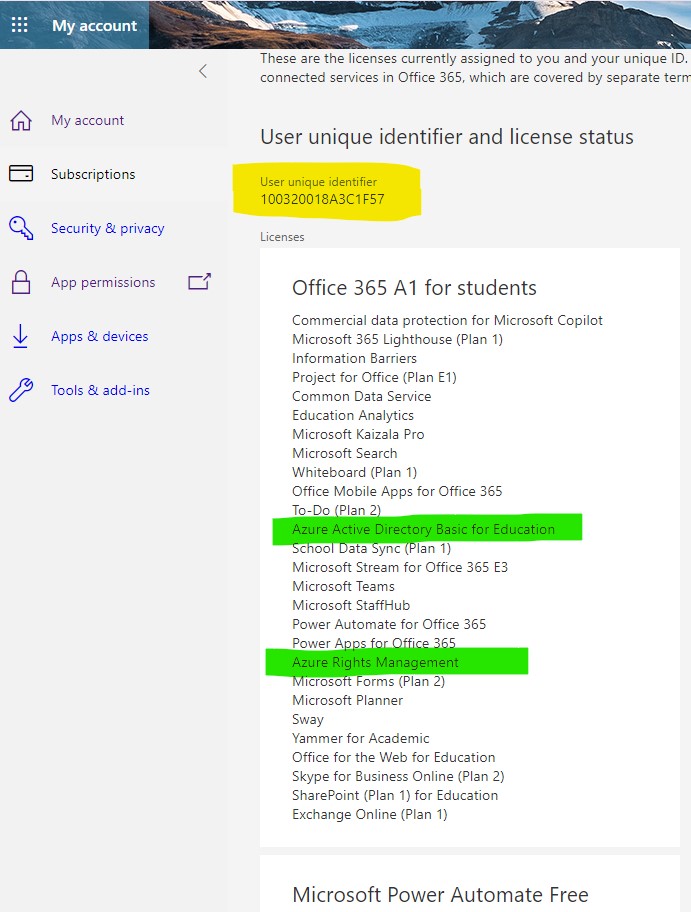 My account
These are the licenses currently assigned to you and your unique ID.
connected services in Office 365, which are covered by separate term
My account
Subscriptions
Security & privacy
App permissions
Apps & devices
Tools & add-ins
User unique identifier and license status
User unique identifier
100320018A3C1F57
Licenses
Office 365 A1 for students
Commercial data protection for Microsoft Copilot
Microsoft 365 Lighthouse (Plan 1)
Information Barriers
Project for Office (Plan E1)
Common Data Service
Education Analytics
Microsoft Kaizala Pro
Microsoft Search
Whiteboard (Plan 1)
Office Mobile Apps for Office 365
To-Do (Plan 2)
Azure Active Directory Basic for Education
School Data Sync (Plan 1)
Microsoft Stream for Office 365 E3
Microsoft Teams
Microsoft StaffHub
Power Automate for Office 365
Power Apps for Office 365
Azure Rights Management
Microsoft Forms (Plan 2)
Microsoft Planner
Sway
Yammer for Academic
Office for the Web for Education
Skype for Business Online (Plan 2)
SharePoint (Plan 1) for Education
Exchange Online (Plan 1)
Microsoft Power Automate Free